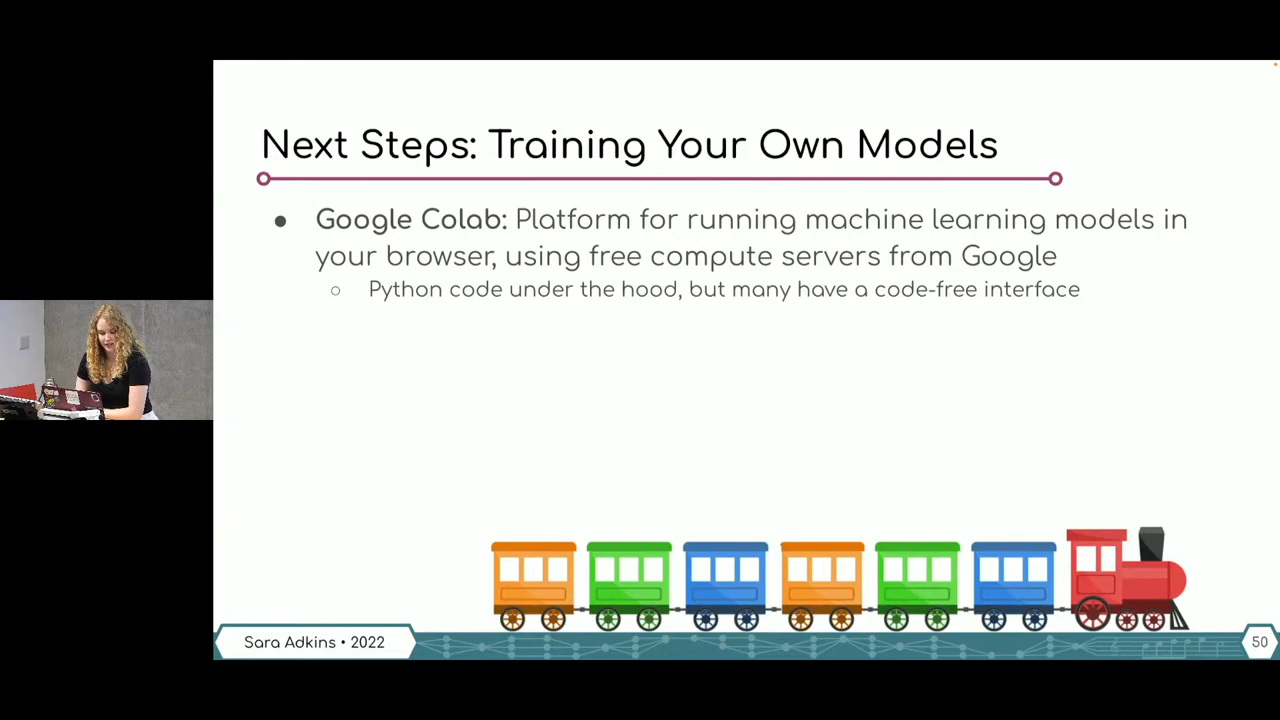 Next Steps: Training Your Own Models
● Google Colab: Platform for running machine learning models in
your browser, using free compute servers from Google
○ Python code under the hood, but many have a code-free interface
Sara Adkins • 2022
50